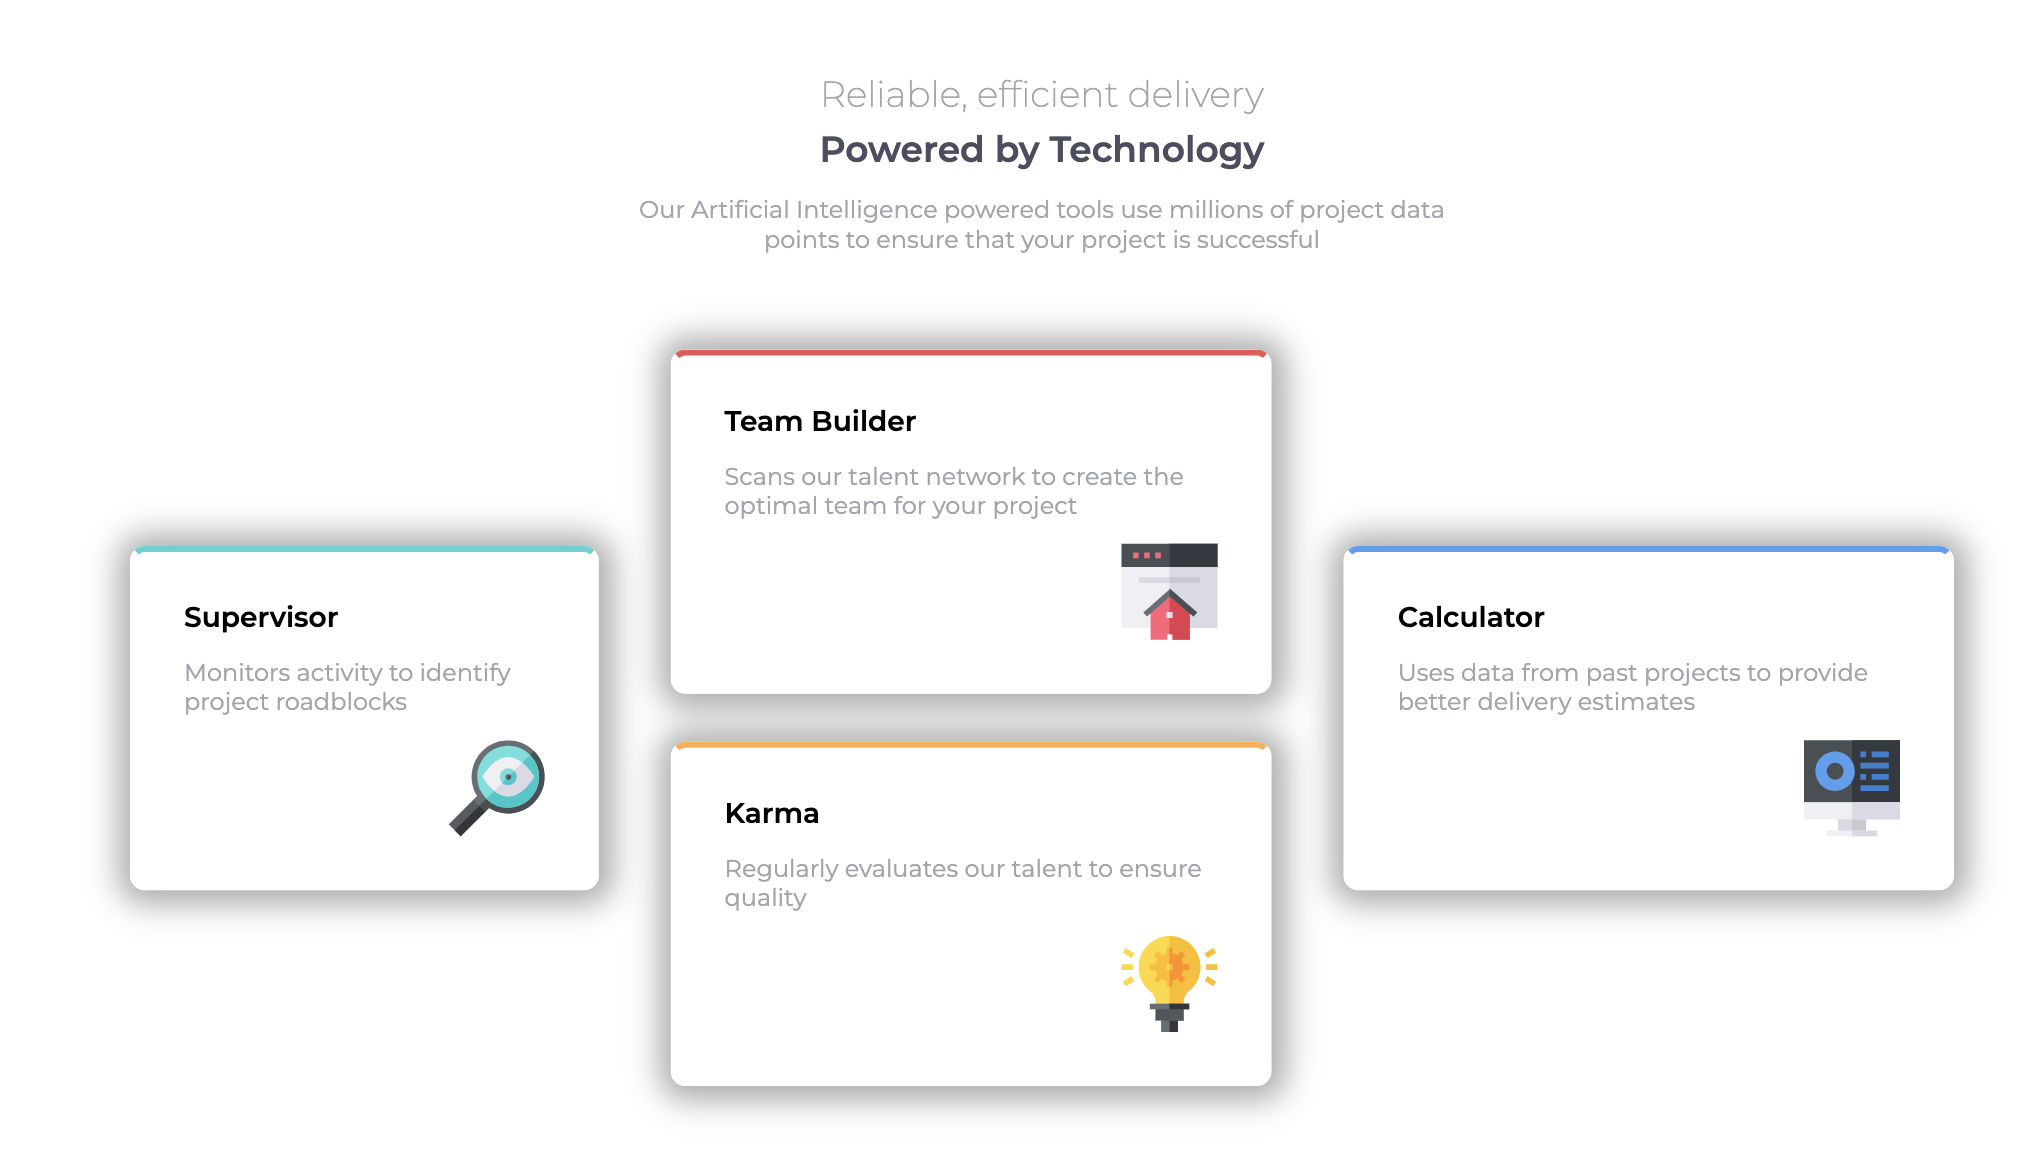 Reliable, efficient delivery
Powered by Technology
Our Artificial Intelligence powered tools use millions of project data
points to ensure that your project is successful
Supervisor
Monitors activity to identify
project roadblocks
Team Builder
Scans our talent network to create the
optimal team for your project
Karma
Regularly evaluates our talent to ensure
quality
Calculator
Uses data from past projects to provide
better delivery estimates